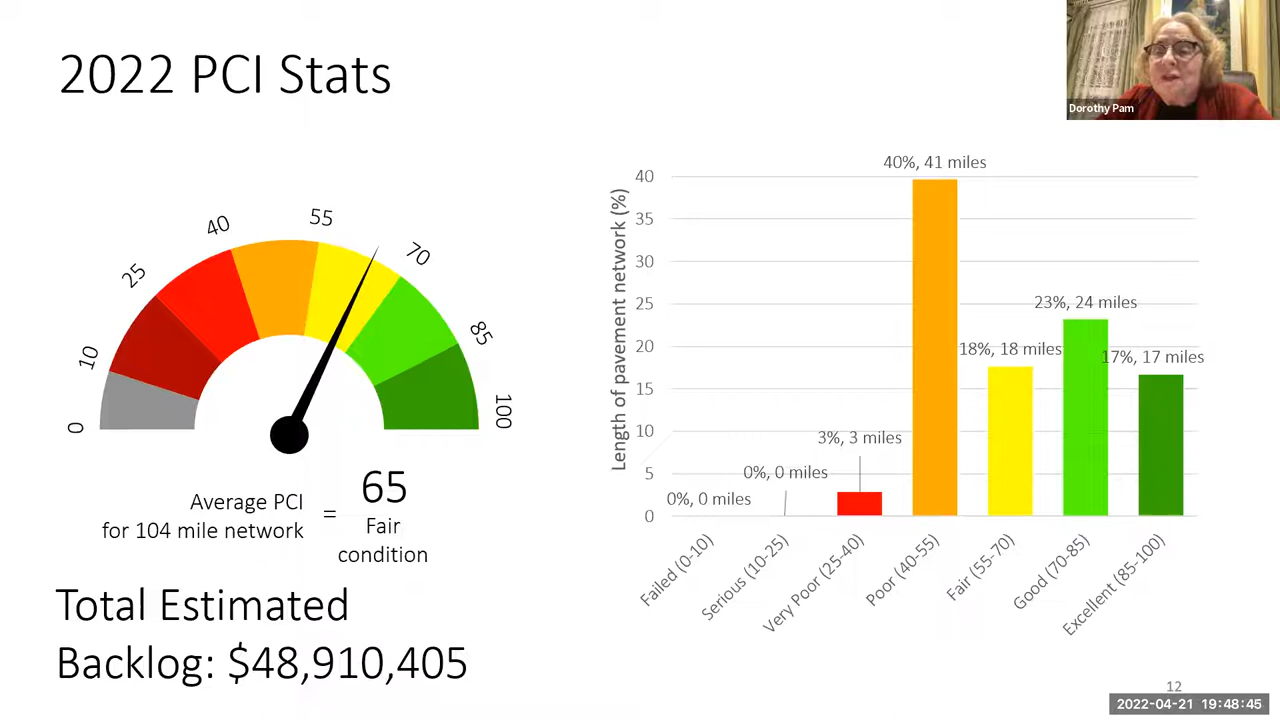 2022 PCI Stats
Dorothy Pam
0
10
25
40
55
70
85
100
Average PCI
for 104 mile network
=
65
Fair
condition
Total Estimated
Backlog: $48,910,405
Length of pavement network (%)
40
35
30
25
20
15
10
5
0
0%, 0 miles
0%, 0 miles
3%, 3 miles
40%, 41 miles
18%, 18 miles
23%, 24 miles
17%, 17 miles
Failed (0-10)
Serious (10-25)
Very Poor (25-40)
Poor (40-55)
Fair (55-70)
Good (70-85)
Excellent (85-100)
12
2022-04-21 19:48:45